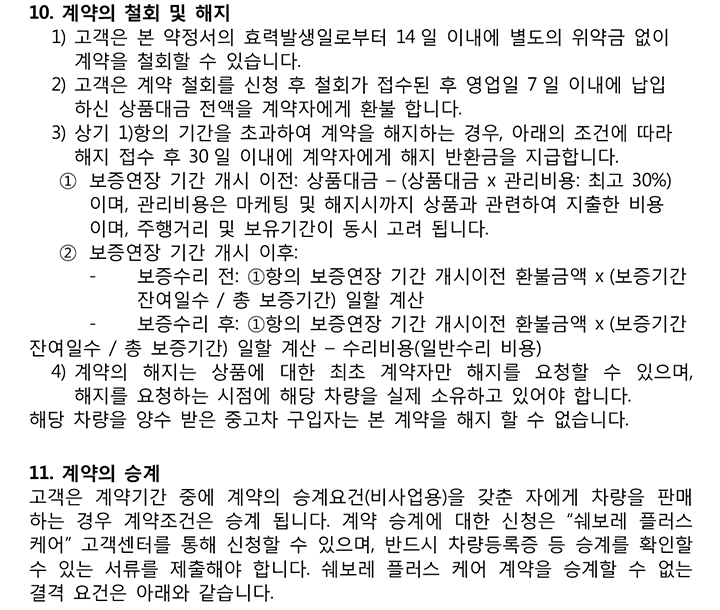 10. 계약의 철회 및 해지
1) 고객은 본 약정서의 효력발생일로부터 14일 이내에 별도의 위약금 없이
계약을 철회할 수 있습니다.
2) 고객은 계약 철회를 신청 후 철회가 접수된 후 영업일 7일 이내에 납입
하신 상품대금 전액을 계약자에게 환불 합니다.
3) 상기 1)항의 기간을 초과하여 계약을 해지하는 경우, 아래의 조건에 따라
해지 접수 후 30일 이내에 계약자에게 해지 반환금을 지급합니다.
① 보증연장 기간 개시 이전: 상품대금 – (상품대금 x 관리비용: 최고 30%)
이며, 관리비용은 마케팅 및 해지시까지 상품과 관련하여 지출한 비용
이며, 주행거리 및 보유기간이 동시 고려 됩니다.
② 보증연장 기간 개시 이후:
- 보증수리 전: ①항의 보증연장 기간 개시이전 환불금액 x (보증기간
잔여일수 / 총 보증기간) 일할 계산
- 보증수리 후: ①항의 보증연장 기간 개시이전 환불금액 x (보증기간
잔여일수 / 총 보증기간) 일할 계산 – 수리비용(일반수리 비용)
4) 계약의 해지는 상품에 대한 최초 계약자만 해지를 요청할 수 있으며,
해지를 요청하는 시점에 해당 차량을 실제 소유하고 있어야 합니다.
해당 차량을 양수 받은 중고차 구입자는 본 계약을 해지 할 수 없습니다.
11. 계약의 승계
고객은 계약기간 중에 계약의 승계요건(비사업용)을 갖춘 자에게 차량을 판매
하는 경우 계약조건은 승계 됩니다. 계약 승계에 대한 신청은 “쉐보레 플러스
케어” 고객센터를 통해 신청할 수 있으며, 반드시 차량등록증 등 승계를 확인할
수 있는 서류를 제출해야 합니다. 쉐보레 플러스 케어 계약을 승계할 수 없는
결격 요건은 아래와 같습니다.